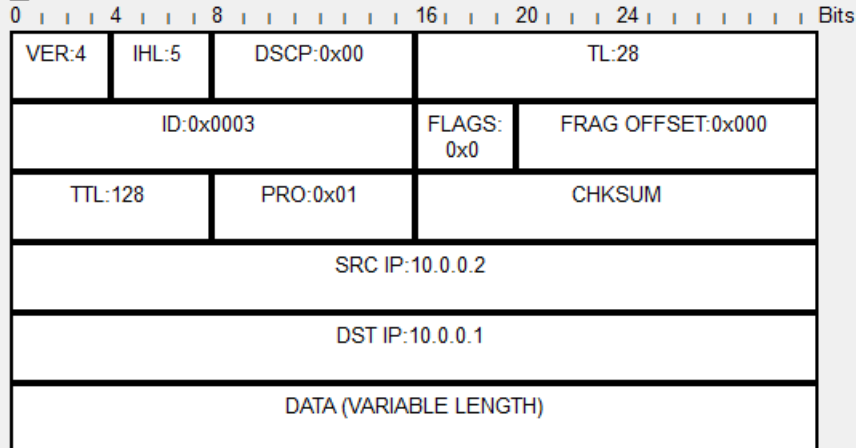 0 4 8 16 20 24 Bits
VER:4 IHL:5 DSCP:0x00 TL:28
ID:0x0003 FLAGS: FRAG OFFSET:0x000
0x0
TTL:128 PRO:0x01 CHKSUM
SRC IP:10.0.0.2
DST IP:10.0.0.1
DATA (VARIABLE LENGTH)